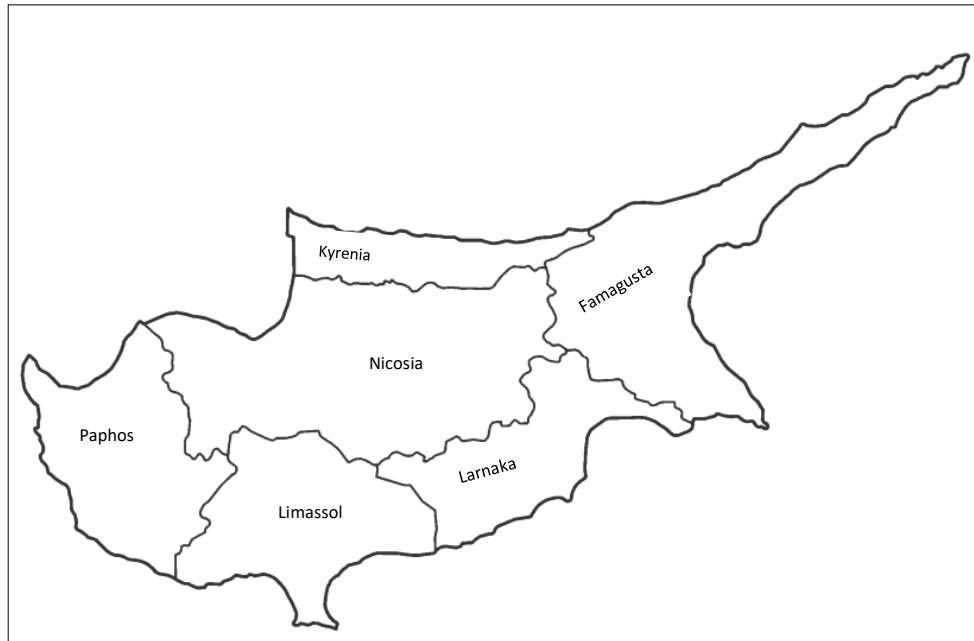 Kyrenia
Famagusta
Nicosia
Paphos
Larnaka
Limassol